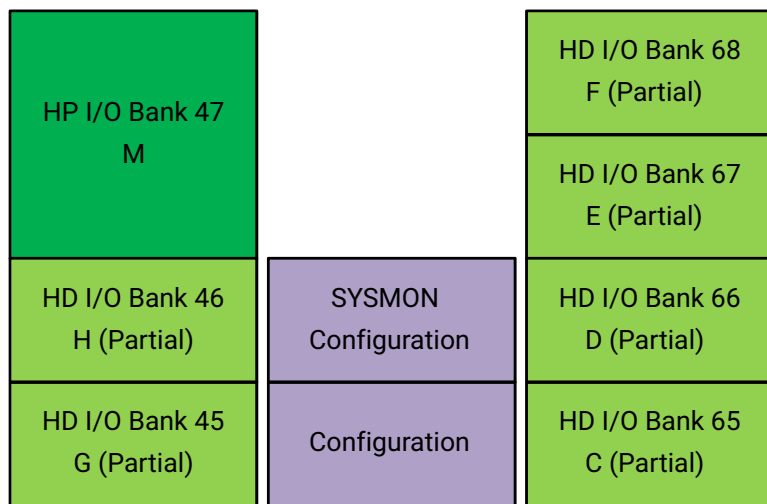 HP I/O Bank 47
M
HD I/O Bank 46
H (Partial)
HD I/O Bank 45
G (Partial)
SYSMON
Configuration
Configuration
HD I/O Bank 68
F (Partial)
HD I/O Bank 67
E (Partial)
HD I/O Bank 66
D (Partial)
HD I/O Bank 65
C (Partial)